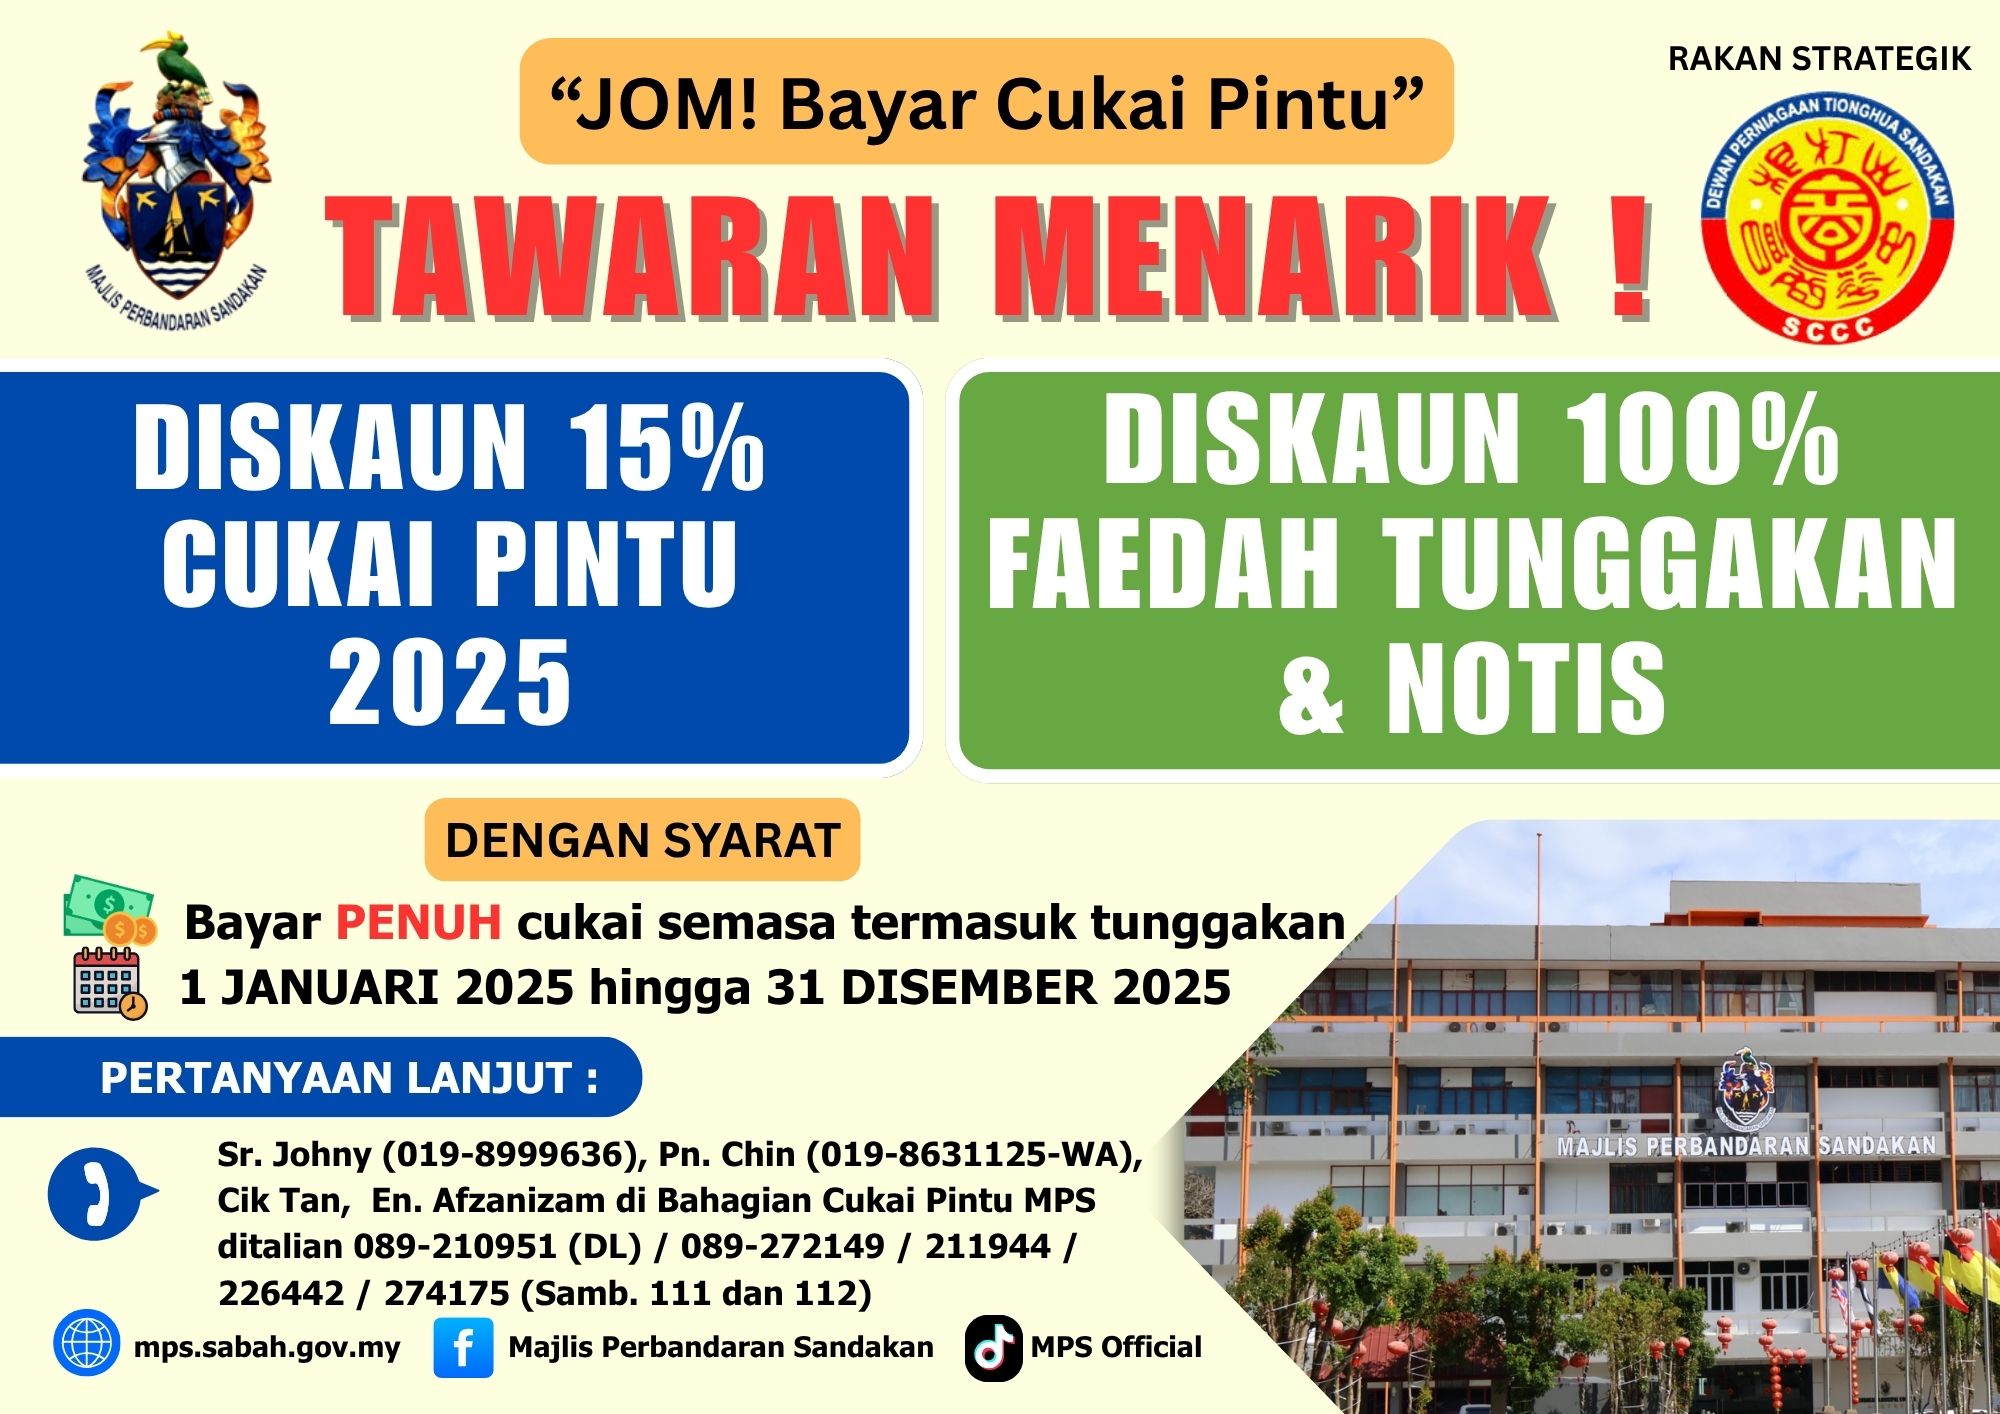 “JOM! Bayar Cukai Pintu”
RAKAN STRATEGIK
MAJLIS PERBANDARAN SANDAKAN
TAWARAN MENARIK !
DEWAN PERNIAGAAN TIONGHUA SANDAKAN
SCCC
DISKAUN 15%
CUKAI PINTU
2025
DISKAUN 100%
FAEDAH TUNGGAKAN
& NOTIS
DENGAN SYARAT
Bayar PENUH cukai semasa termasuk tunggakan
1 JANUARI 2025 hingga 31 DISEMBER 2025
PERTANYAAN LANJUT :
Sr. Johny (019-8999636), Pn. Chin (019-8631125-WA),
Cik Tan, En. Afzanizam di Bahagian Cukai Pintu MPS
ditalian 089-210951 (DL) / 089-272149 / 211944 /
226442 / 274175 (Samb. 111 dan 112)
mps.sabah.gov.my
Majlis Perbandaran Sandakan
MPS Official
MAJLIS PERBANDARAN SANDAKAN